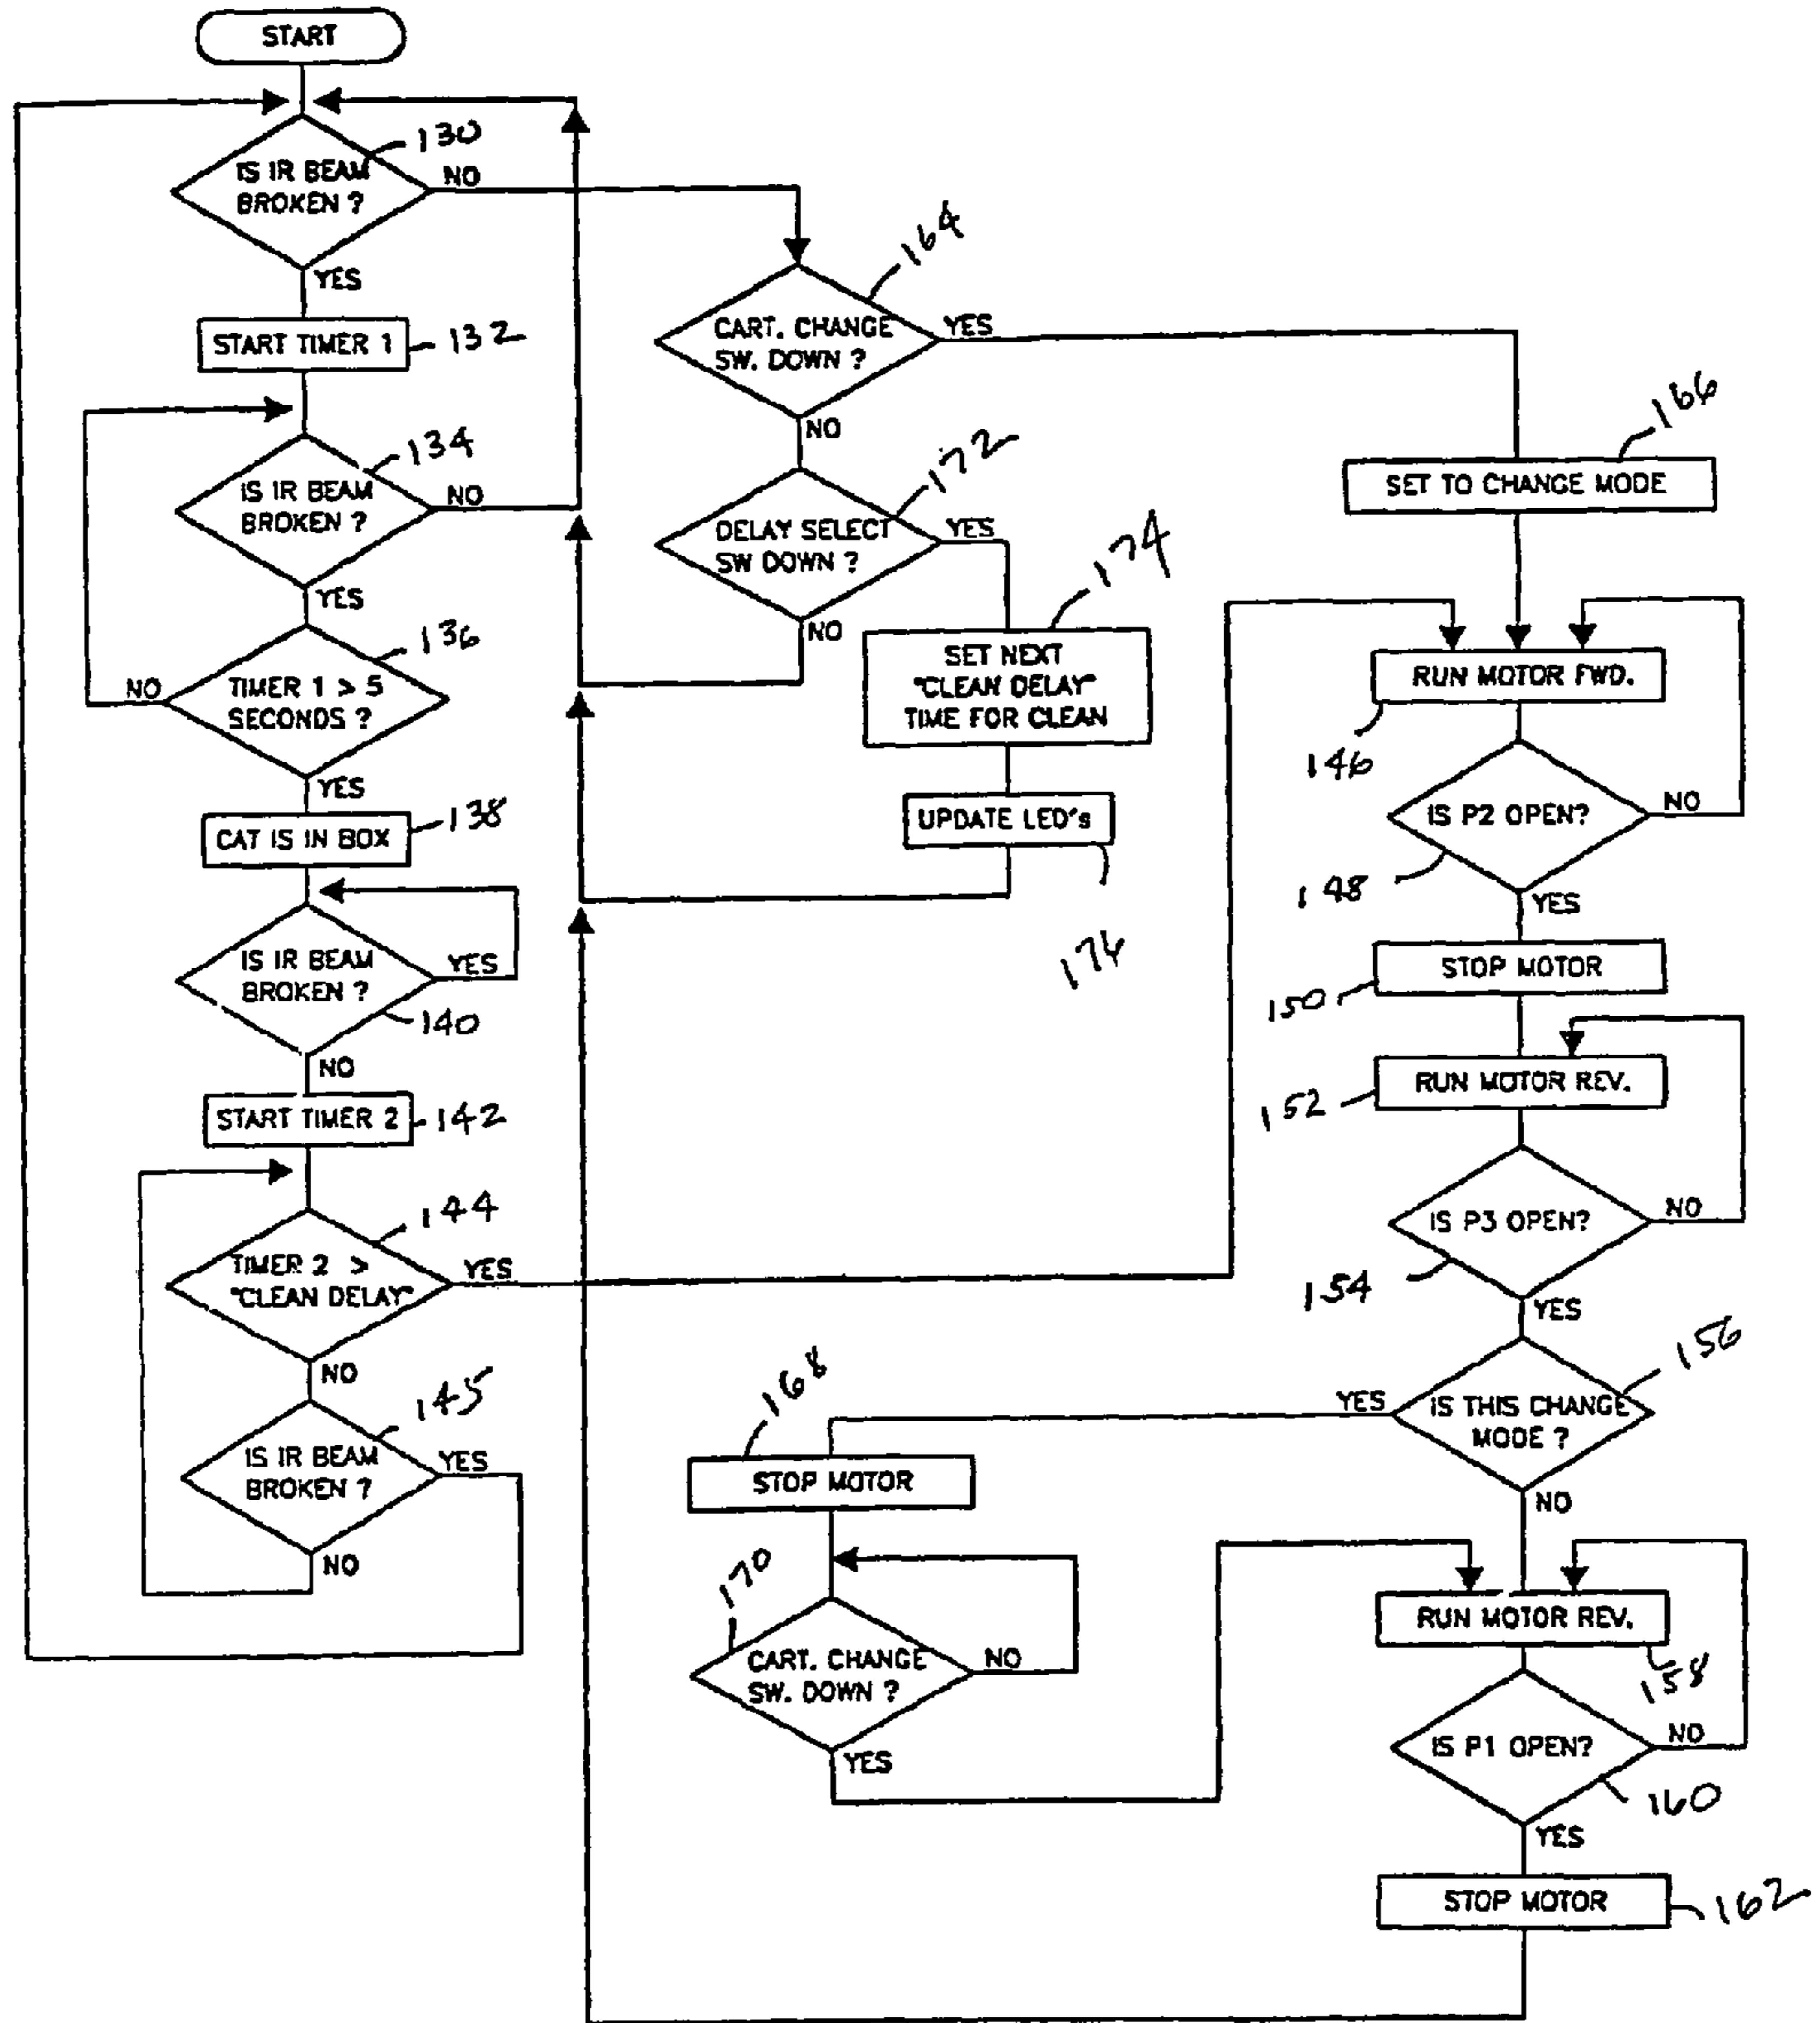 START
130
IS IR BEAM
BROKEN ?
NO
YES
START TIMER 1
132
134
IS IR BEAM
BROKEN ?
NO
YES
136
TIMER 1 > 5
SECONDS ?
NO
YES
CAT IS IN BOX
138
IS IR BEAM
BROKEN ?
YES
140
NO
START TIMER 2
142
144
TIMER 2 >
"CLEAN DELAY"
YES
NO
145
IS IR BEAM
BROKEN ?
YES
NO
164
CART. CHANGE
SW. DOWN ?
YES
NO
172
DELAY SELECT
SW DOWN ?
YES
NO
174
SET NEXT
"CLEAN DELAY"
TIME FOR CLEAN
UPDATE LED's
166
SET TO CHANGE MODE
RUN MOTOR FWD.
146
IS P2 OPEN?
NO
148
YES
STOP MOTOR
150
RUN MOTOR REV.
152
IS P3 OPEN?
NO
154
YES
156
IS THIS CHANGE
MODE ?
YES
NO
168
STOP MOTOR
170
CART. CHANGE
SW. DOWN ?
NO
YES
RUN MOTOR REV.
158
IS P1 OPEN?
NO
160
YES
STOP MOTOR
162